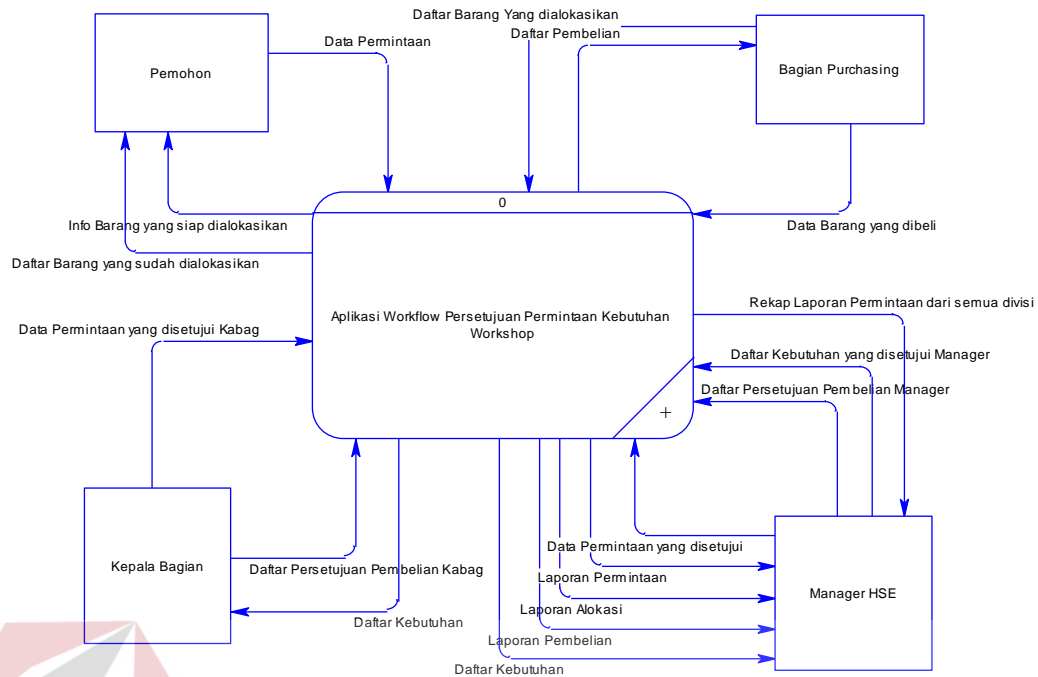 Daftar Barang Yang dialokasikan
Daftar Pembelian
Data Permintaan
Pemohon
Bagian Purchasing
0
Info Barang yang siap dialokasikan
Data Barang yang dibeli
Daftar Barang yang sudah dialokasikan
Rekap Laporan Permintaan dari semua divisi
Aplikasi Workflow Persetujuan Permintaan Kebutuhan
Workshop
Data Permintaan yang disetujui Kabag
Daftar Kebutuhan yang disetujui Manager
Daftar Persetujuan Pembelian Manager
+
Data Permintaan yang disetujui
Kepala Bagian
Daftar Persetujuan Pembelian Kabag
Laporan Permintaan
Manager HSE
Laporan Alokasi
Daftar Kebutuhan
Laporan Pembelian
Daftar Kebutuhan